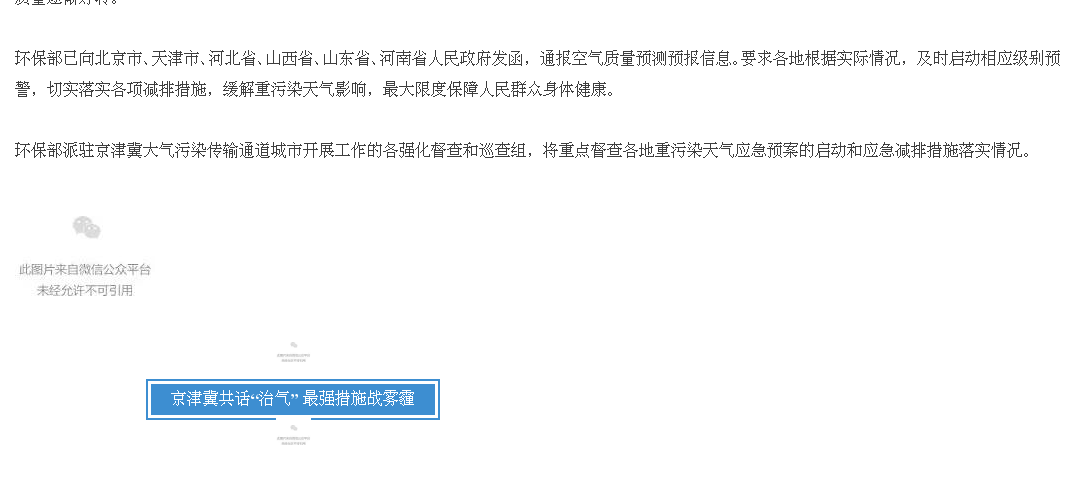 质量逐渐好转。
环保部已向北京市、天津市、河北省、山西省、山东省、河南省人民政府发函，通报空气质量预测预报信息。要求各地根据实际情况，及时启动相应级别预
警，切实落实各项减排措施，缓解重污染天气影响，最大限度保障人民群众身体健康。
环保部派驻京津冀大气污染传输通道城市开展工作的各强化督查和巡查组，将重点督查各地重污染天气应急预案的启动和应急减排措施落实情况。
此图片来自微信公众平台
未经允许不可引用
京津冀共话“治气” 最强措施战雾霾